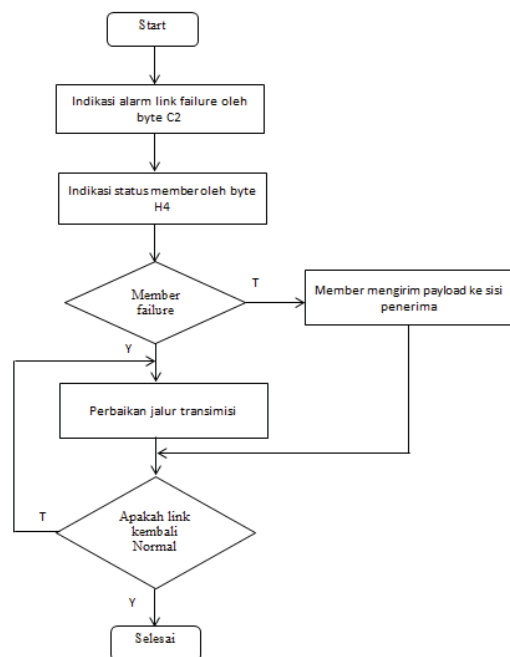 Start
Indikasi alarm link failure oleh
byte C2
Indikasi status member oleh byte
H4
Member
failure
T
Member mengirim payload ke sisi
penerima
Y
Perbaikan jalur transimisi
Apakah link
kembali
Normal
T
Y
Selesai